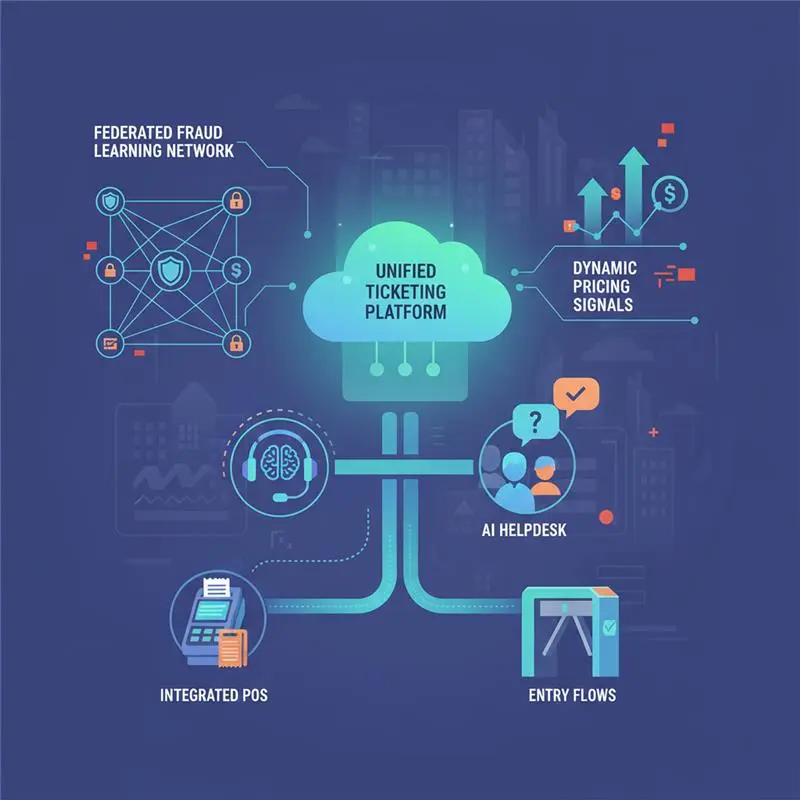 FEDERATED FRAUD
LEARNING NETWORK
$
UNIFIED
TICKETING
PLATFORM
$
$
DYNAMIC
PRICING
SIGNALS
?
AI HELPDESK
INTEGRATED POS
ENTRY FLOWS